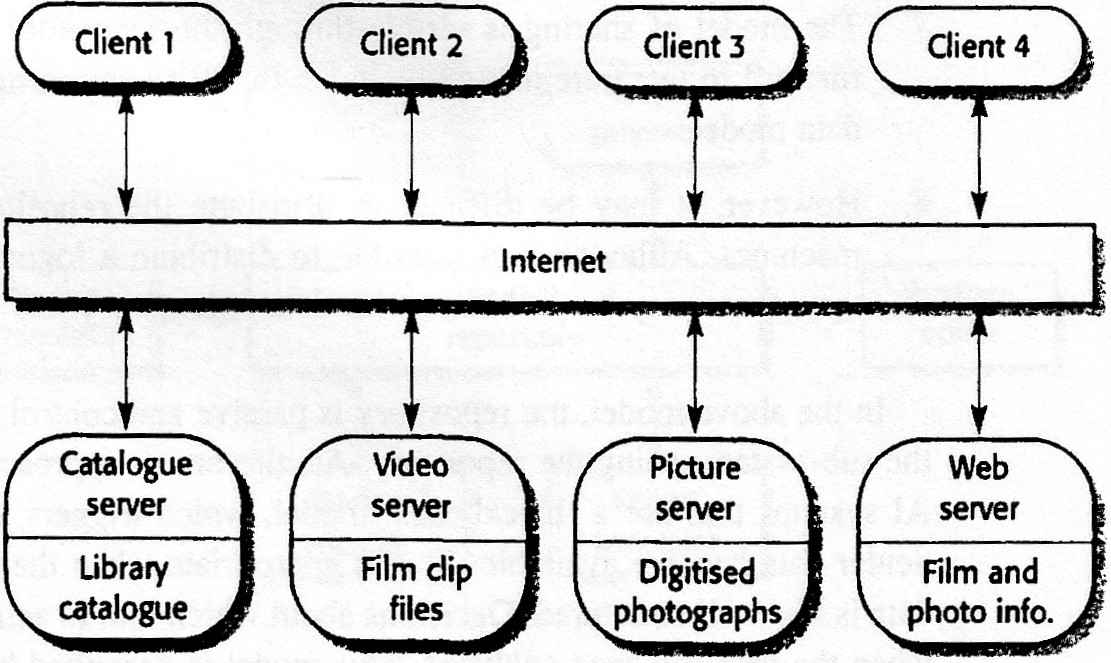 Client 1
Client 2
Client 3
Client 4
Internet
Catalogue
server
Library
catalogue
Video
server
Film clip
files
Picture
server
Digitised
photographs
Web
server
Film and
photo info.